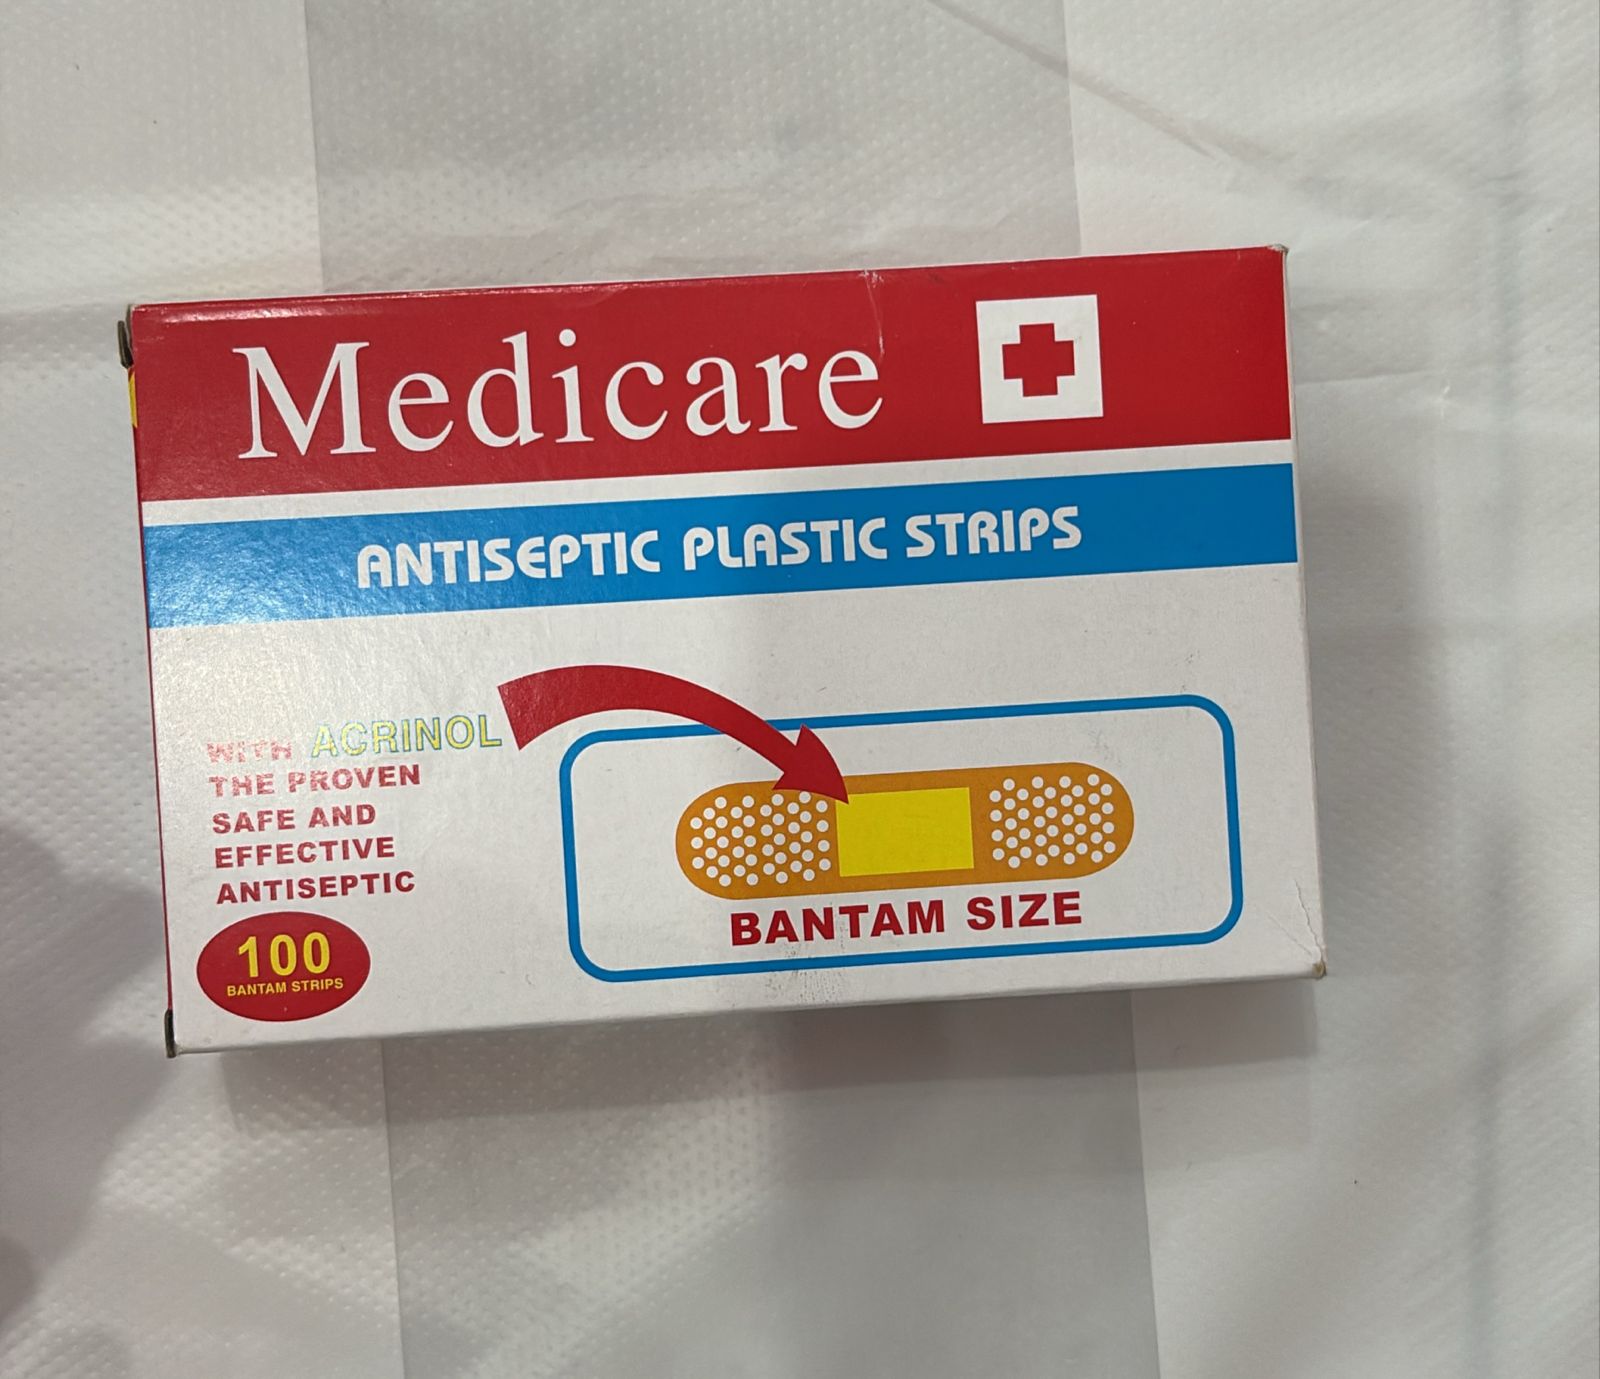 Medicare
ANTISEPTIC PLASTIC STRIPS
WITH ACRINOL
THE PROVEN
SAFE AND
EFFECTIVE
ANTISEPTIC
100
BANTAM STRIPS
BANTAM SIZE